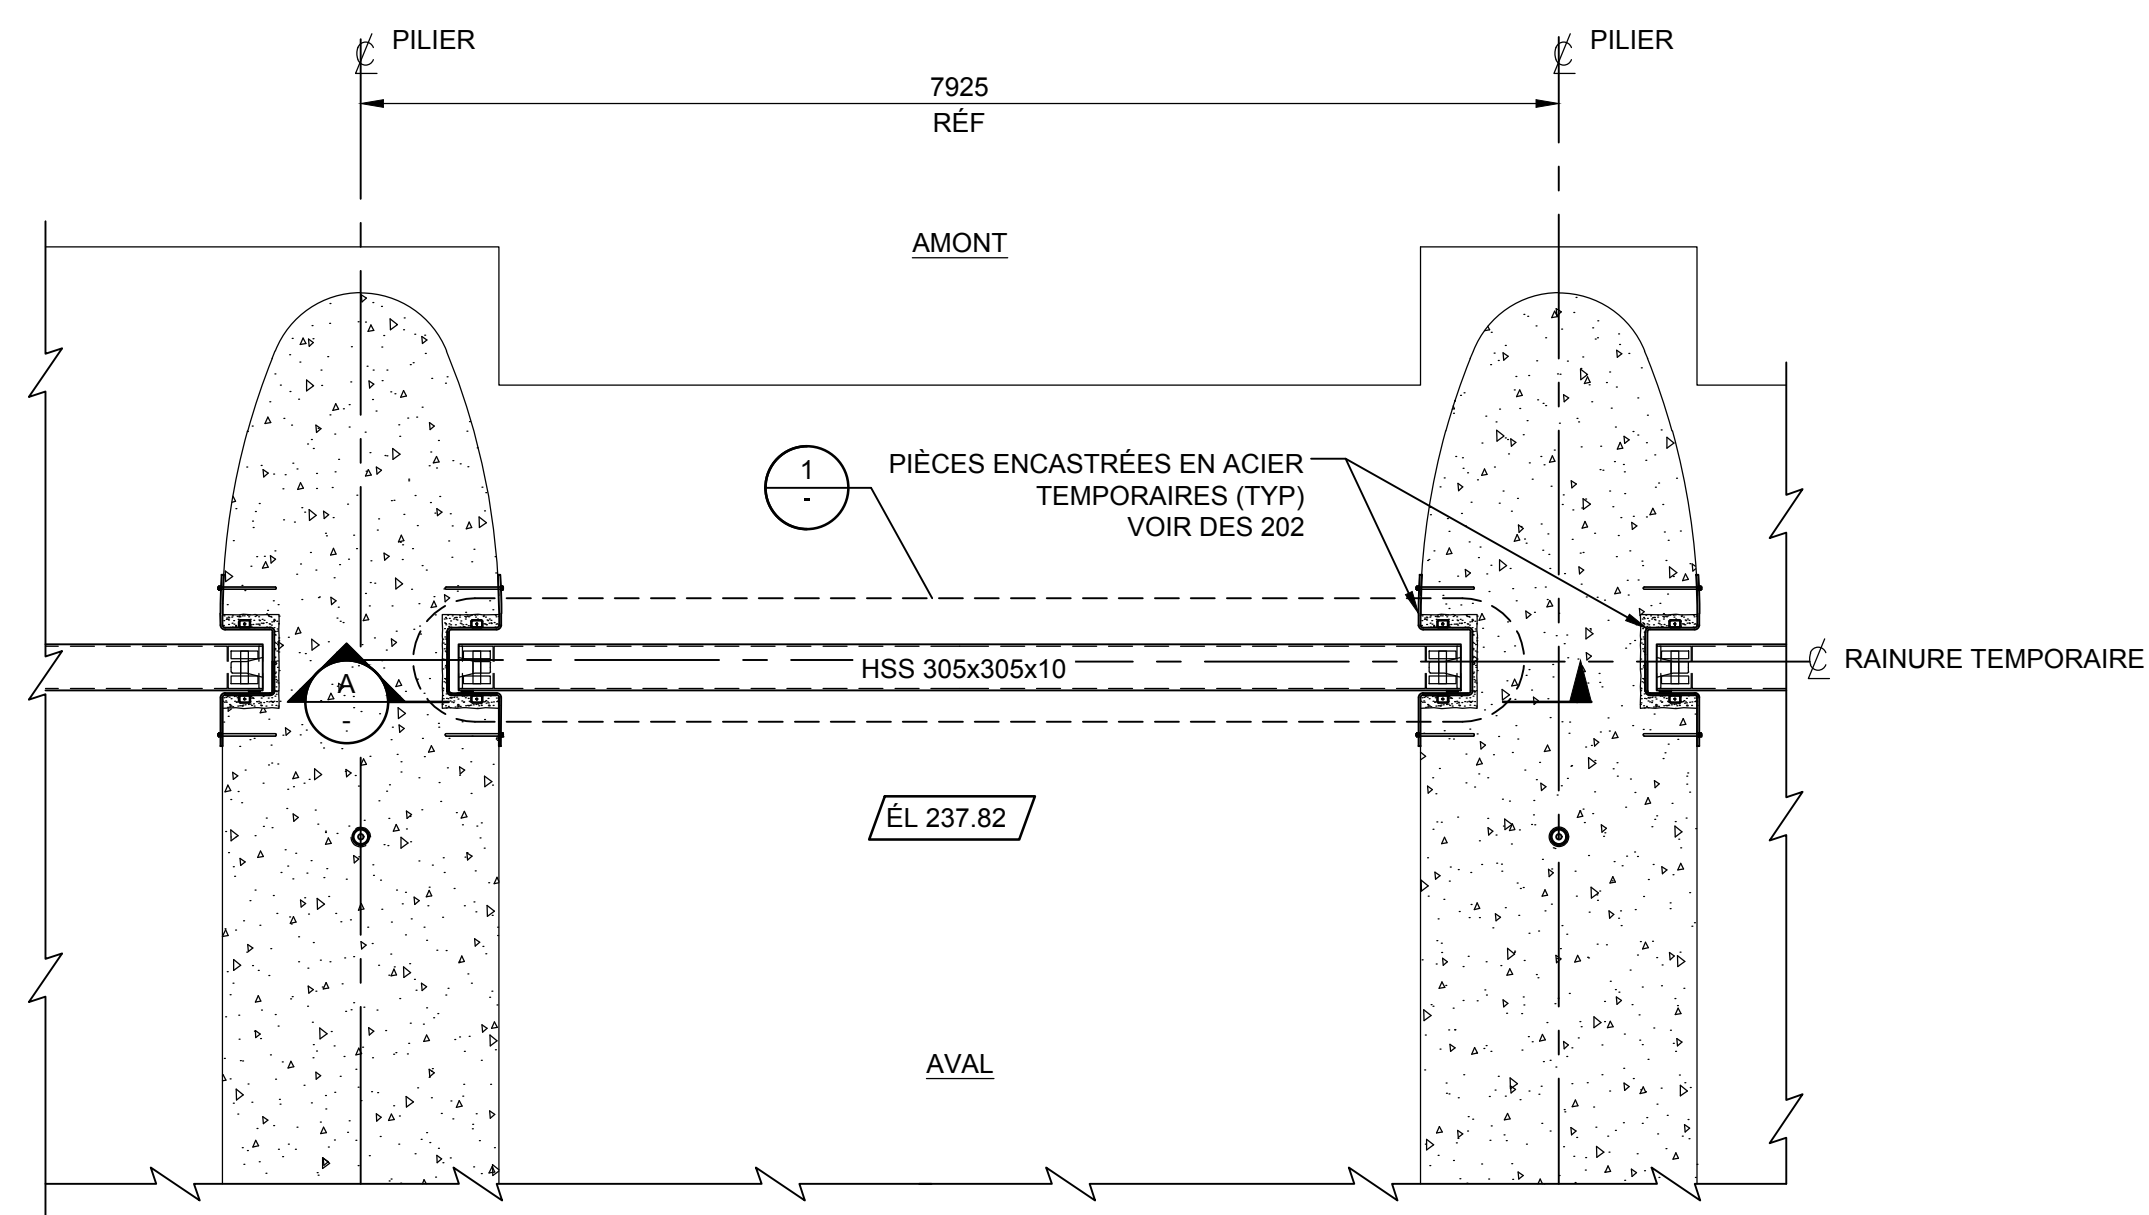 ℄ PILIER
℄ PILIER
7925
RÉF
AMONT
1
-
PIÈCES ENCASTRÉES EN ACIER
TEMPORAIRES (TYP)
VOIR DES 202
HSS 305x305x10
℄ RAINURE TEMPORAIRE
A
-
ÉL 237.82
AVAL